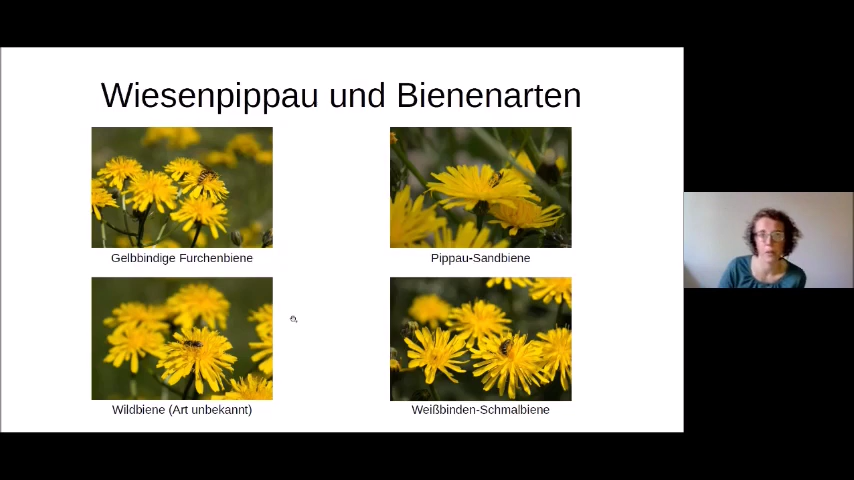 Wiesenpippau und Bienenarten
Gelbbindige Furchenbiene
Pippau-Sandbiene
Wildbiene (Art unbekannt)
Weißbinden-Schmalbiene